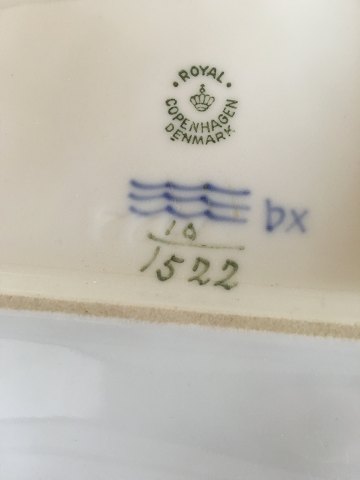 ROYAL
COPENHAGEN
DENMARK
bx
10
1522